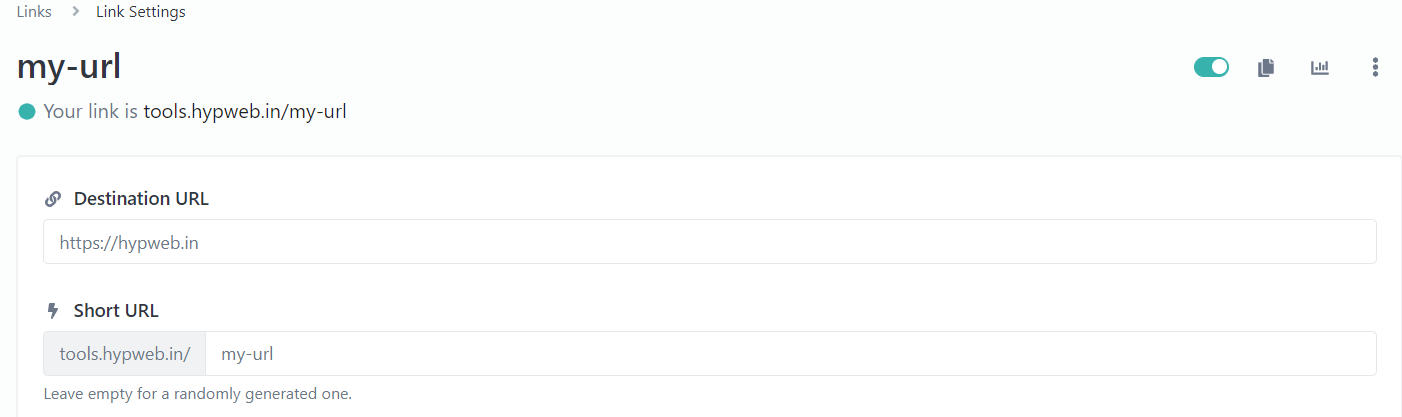 Links > Link Settings
my-url
Your link is tools.hypweb.in/my-url
Destination URL
https://hypweb.in
Short URL
tools.hypweb.in/ my-url
Leave empty for a randomly generated one.